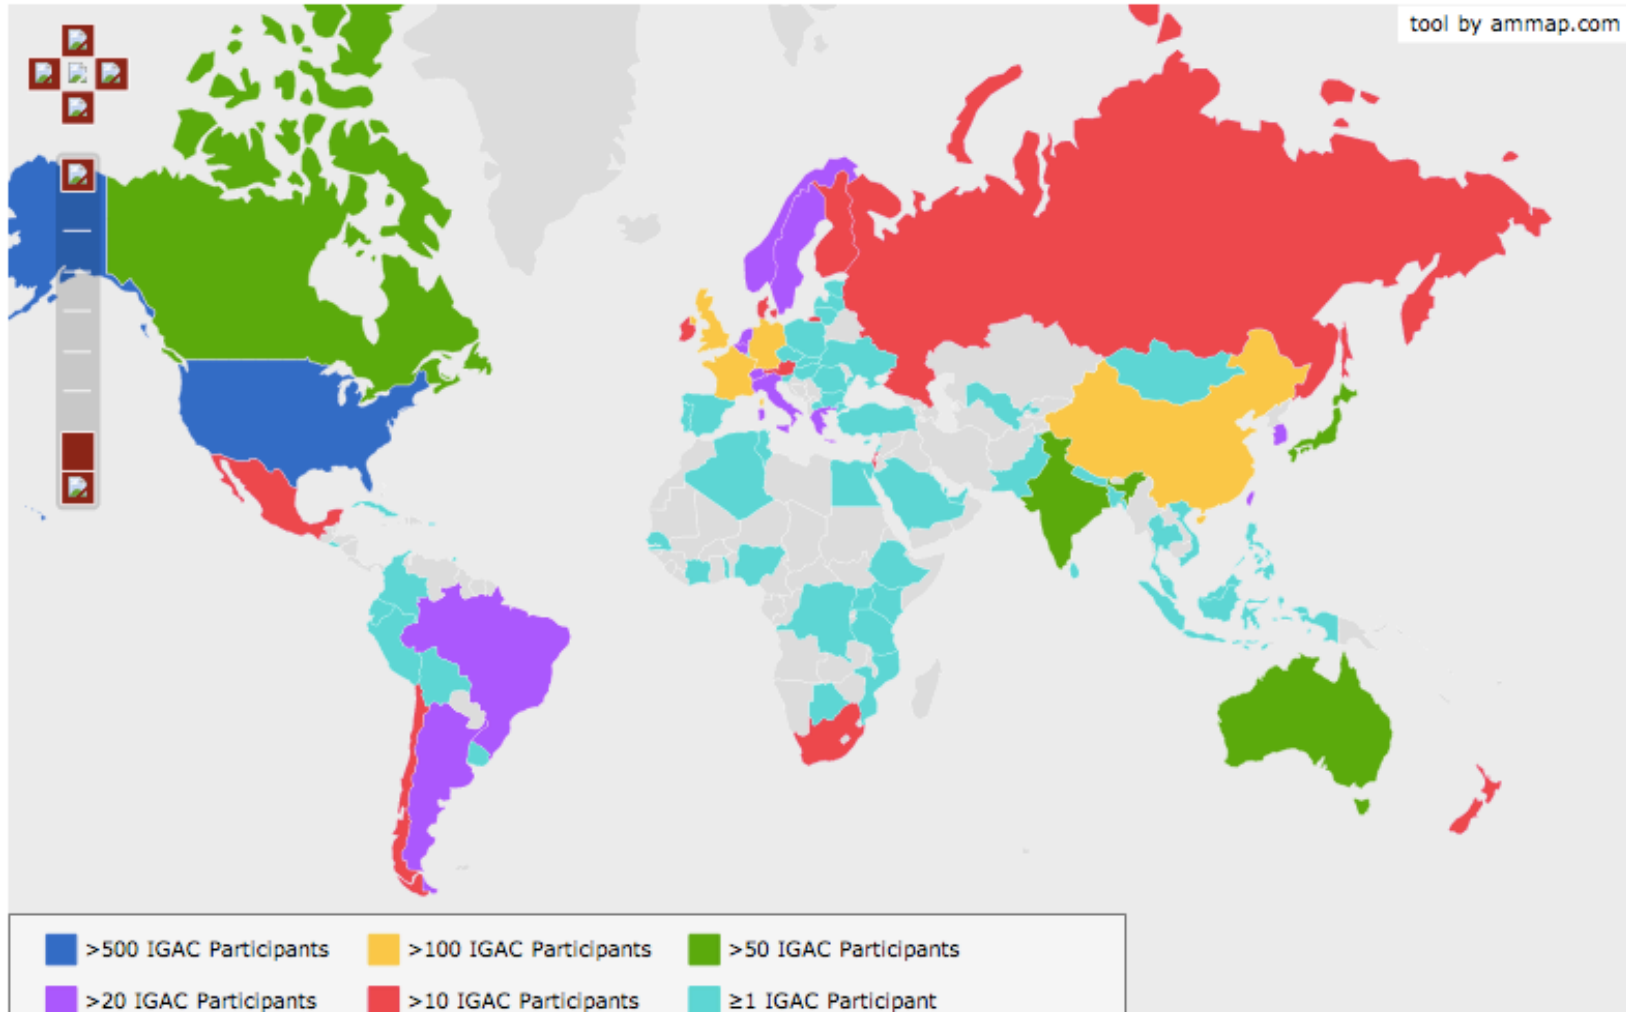 tool by ammap.com
>500 IGAC Participants
>100 IGAC Participants
>50 IGAC Participants
>20 IGAC Participants
>10 IGAC Participants
≥1 IGAC Participant